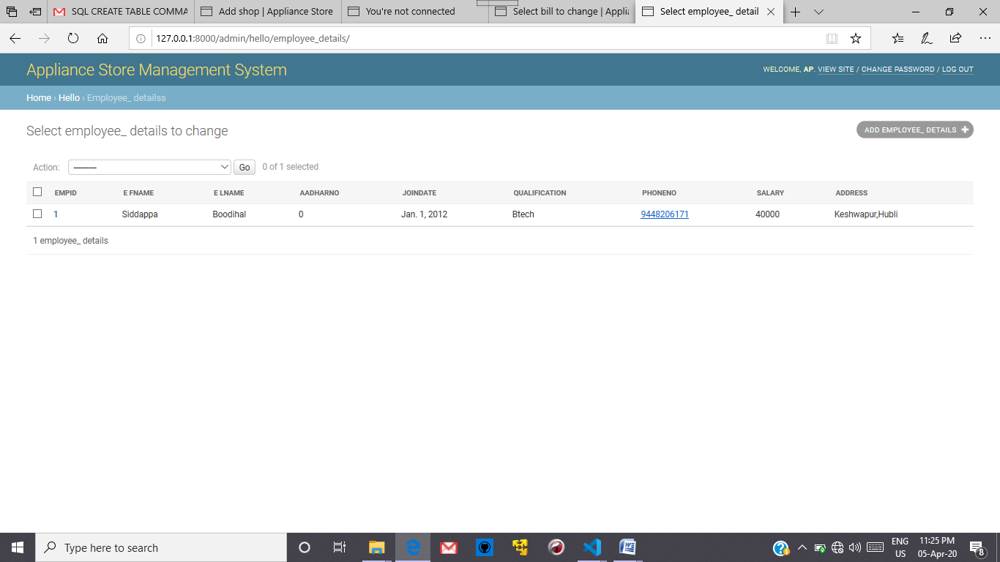 SQL CREATE TABLE COMMA
Add shop | Appliance Store
You're not connected
Select bill to change | Appli
Select employee_ detail
127.0.0.1:8000/admin/hello/employee_details/
Appliance Store Management System
WELCOME, AP. VIEW SITE / CHANGE PASSWORD / LOG OUT
Home › Hello › Employee_ detailss
Select employee_ details to change
ADD EMPLOYEE_ DETAILS +
Action: --------- Go 0 of 1 selected
EMPID E FNAME E LNAME AADHARNO JOINDATE QUALIFICATION PHONENO SALARY ADDRESS
1 Siddappa Boodihal 0 Jan. 1, 2012 Btech 9448206171 40000 Keshwapur,Hubli
1 employee_ details
Type here to search
ENG
US
11:25 PM
05-Apr-20
8